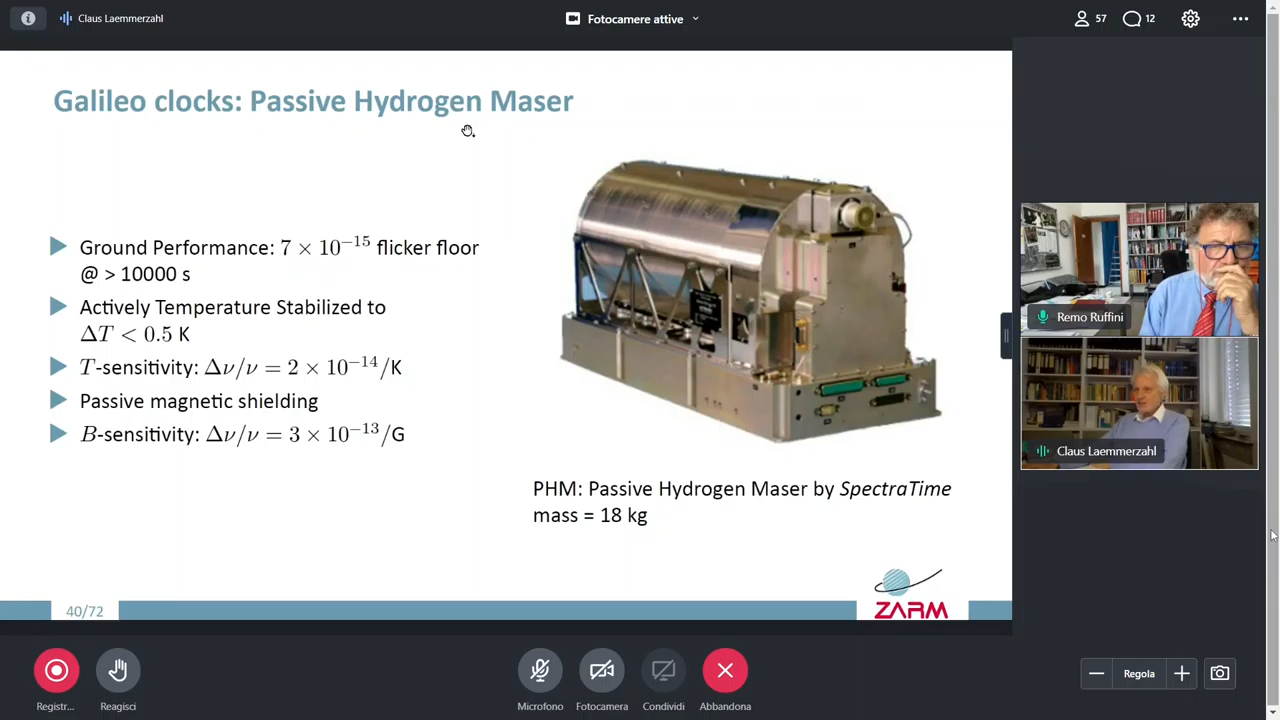 Claus Laemmerzahl
Fotocamere attive
57
12
Galileo clocks: Passive Hydrogen Maser
Ground Performance: 7 × 10⁻¹⁵ flicker floor
@ > 10000 s
Actively Temperature Stabilized to
ΔT < 0.5 K
T-sensitivity: Δν/ν = 2 × 10⁻¹⁴/K
Passive magnetic shielding
B-sensitivity: Δν/ν = 3 × 10⁻¹³/G
PHM: Passive Hydrogen Maser by SpectraTime
mass = 18 kg
40/72
ZARM
Remo Ruffini
Claus Laemmerzahl
Registr...
Reagisci
Microfono
Fotocamera
Condividi
Abbandona
Regola